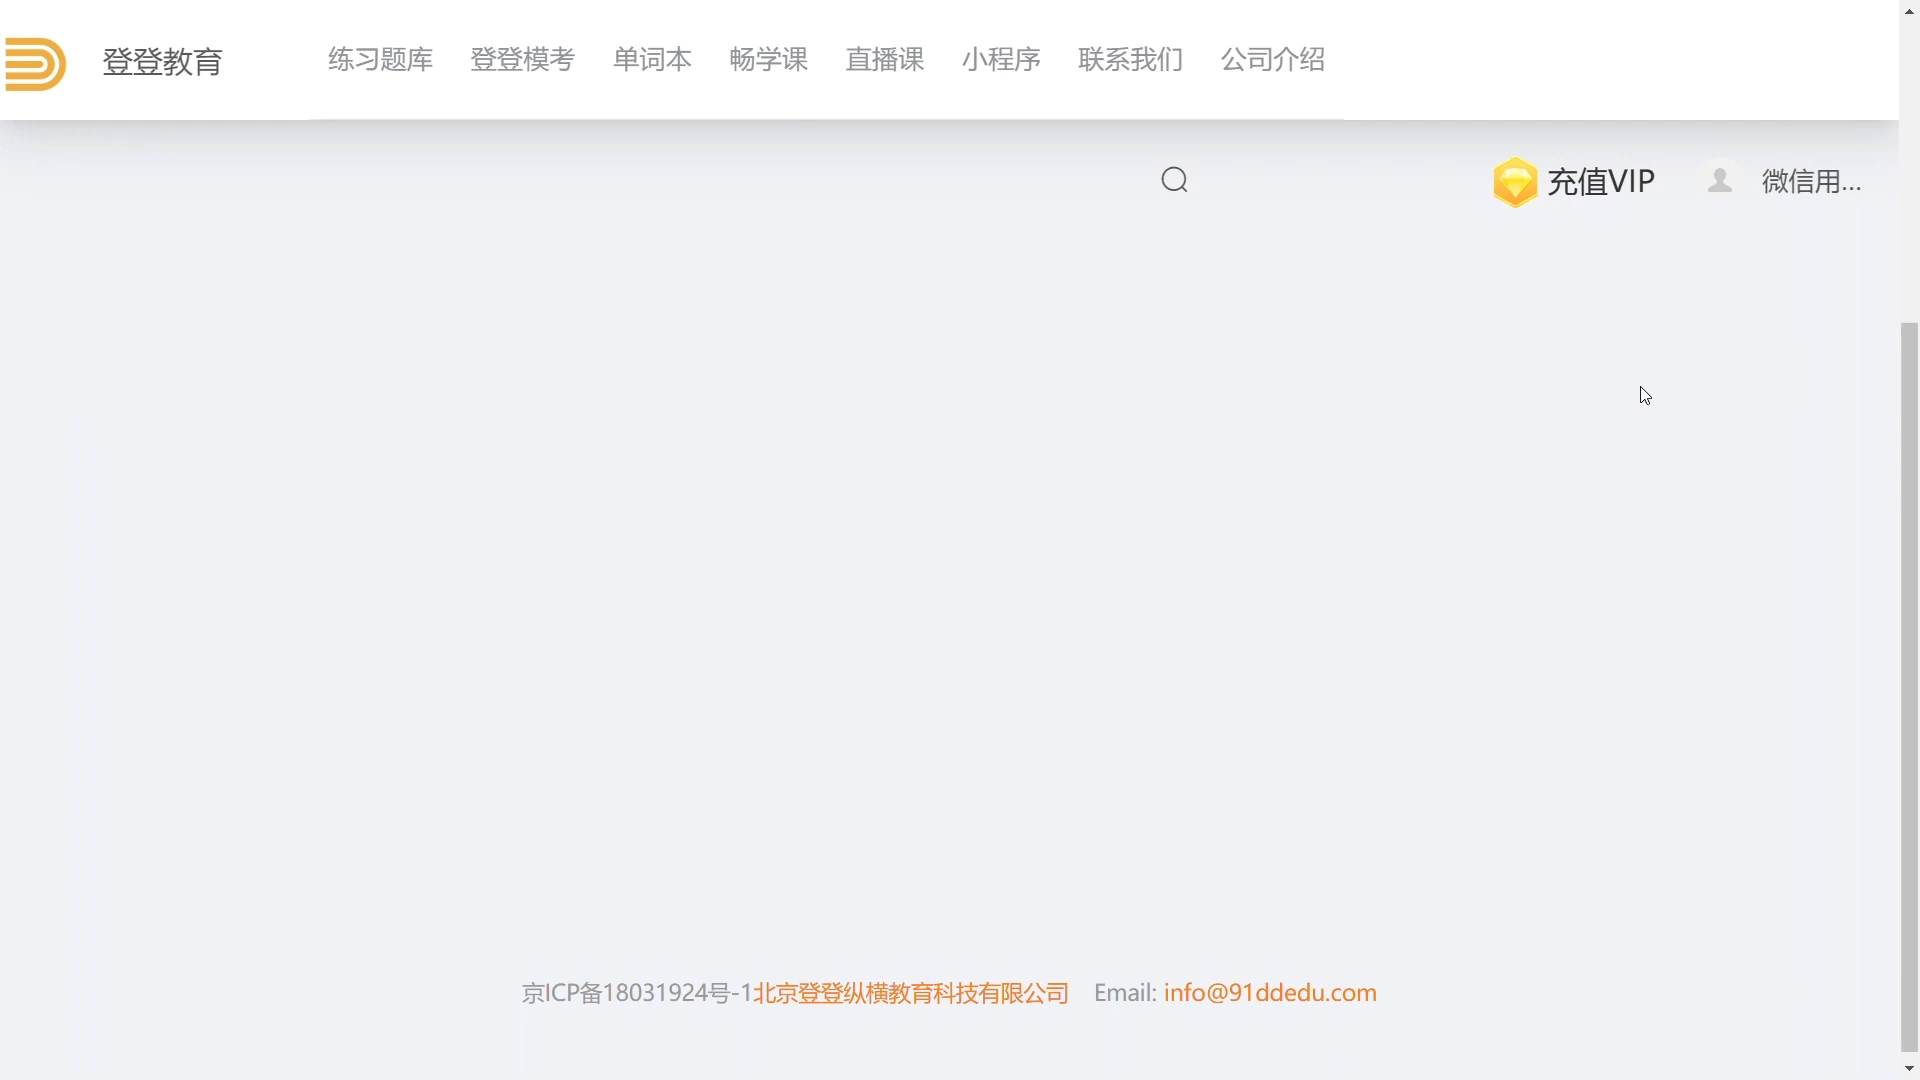 登登教育 练习题库 登登模考 单词本 畅学课 直播课 小程序 联系我们 公司介绍
充值VIP 微信用...
京ICP备18031924号-1北京登登纵横教育科技有限公司 Email: info@91ddedu.com